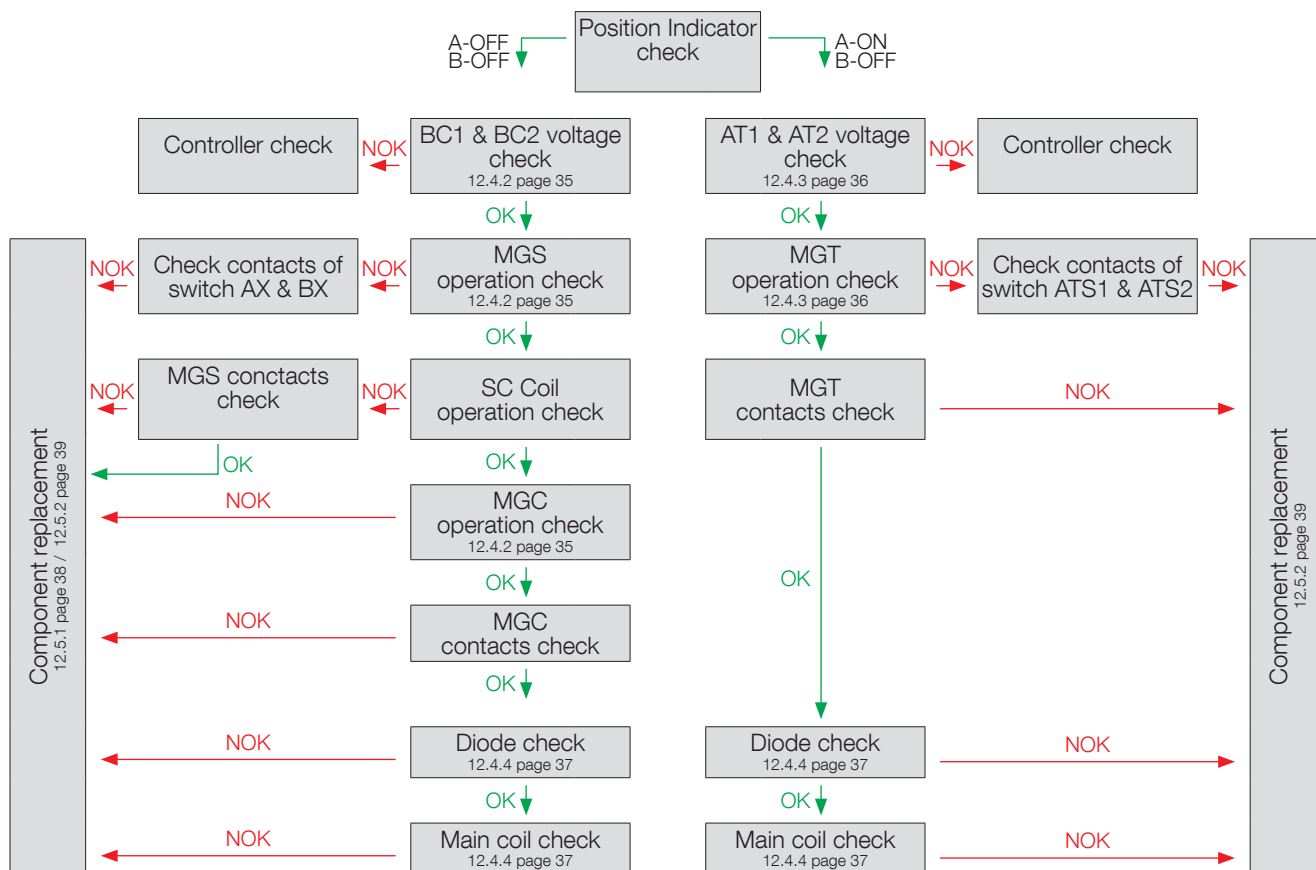 Position Indicator
check
A-OFF
B-OFF
A-ON
B-OFF
Controller check
NOK
BC1 & BC2 voltage
check
12.4.2 page 35
AT1 & AT2 voltage
check
12.4.3 page 36
NOK
Controller check
OK
OK
NOK
Check contacts of
switch AX & BX
NOK
MGS
operation check
12.4.2 page 35
MGT
operation check
12.4.3 page 36
NOK
Check contacts of
switch ATS1 & ATS2
NOK
OK
OK
NOK
MGS conctacts
check
NOK
SC Coil
operation check
MGT
contacts check
NOK
OK
OK
NOK
MGC
operation check
12.4.2 page 35
OK
OK
NOK
MGC
contacts check
OK
NOK
Diode check
12.4.4 page 37
Diode check
12.4.4 page 37
NOK
OK
OK
NOK
Main coil check
12.4.4 page 37
Main coil check
12.4.4 page 37
NOK
Component replacement
12.5.1 page38 / 12.5.2 page 39
Component replacement
12.5.2 page 39